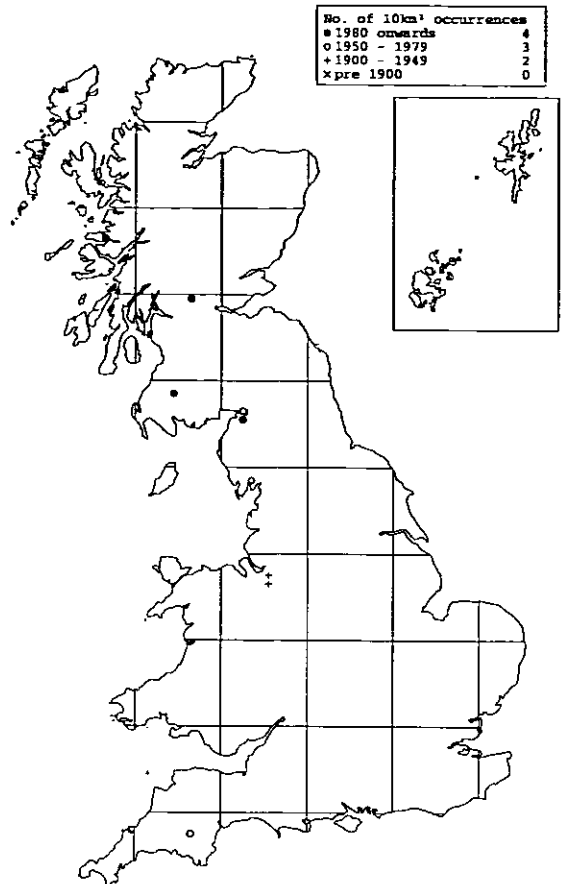 No. of 10km² occurrences
● 1980 onwards 4
○ 1950 - 1979 3
+ 1900 - 1949 2
× pre 1900 0